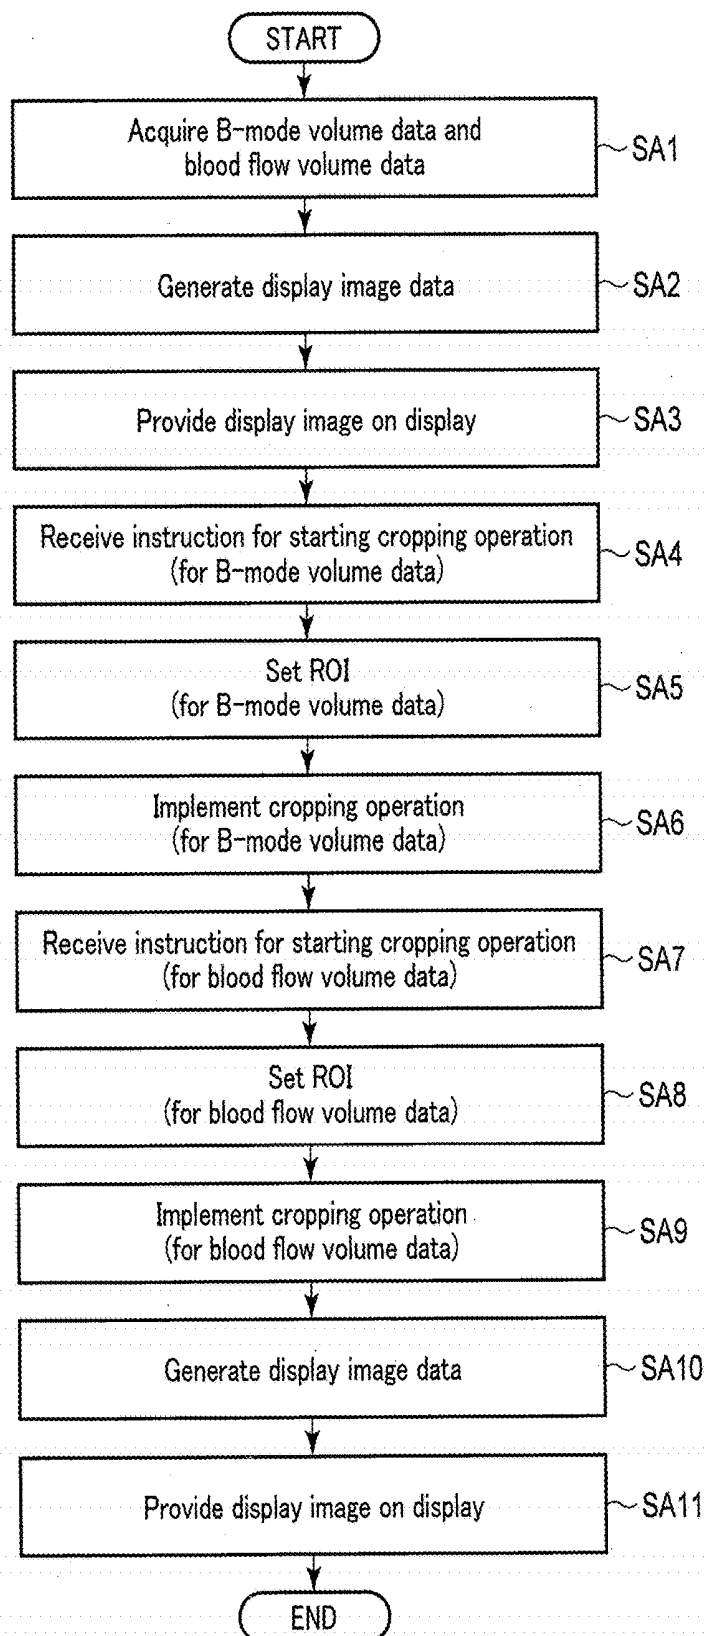 START
Acquire B-mode volume data and
blood flow volume data
SA1
Generate display image data
SA2
Provide display image on display
SA3
Receive instruction for starting cropping operation
(for B-mode volume data)
SA4
Set ROI
(for B-mode volume data)
SA5
Implement cropping operation
(for B-mode volume data)
SA6
Receive instruction for starting cropping operation
(for blood flow volume data)
SA7
Set ROI
(for blood flow volume data)
SA8
Implement cropping operation
(for blood flow volume data)
SA9
Generate display image data
SA10
Provide display image on display
SA11
END